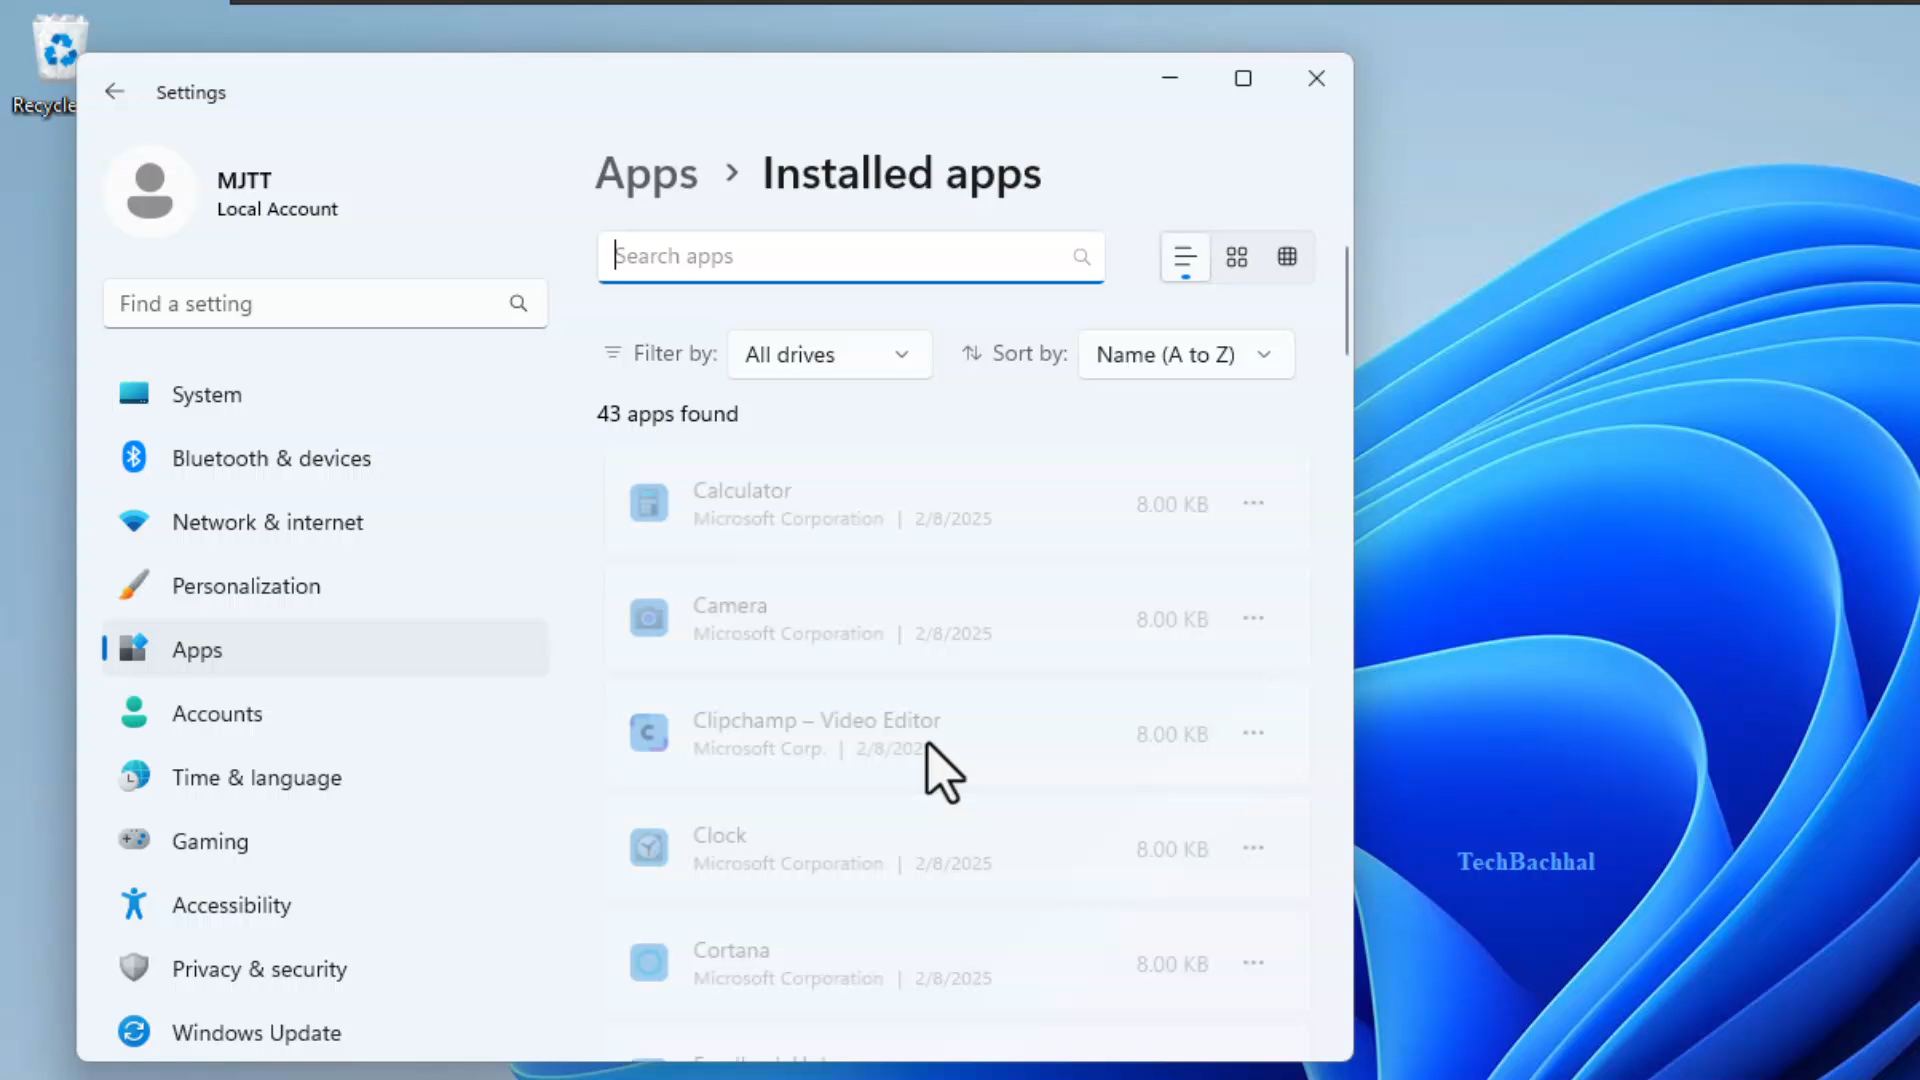 Recycle
Settings
MJTT
Local Account
Find a setting
System
Bluetooth & devices
Network & internet
Personalization
Apps
Accounts
Time & language
Gaming
Accessibility
Privacy & security
Windows Update
Apps > Installed apps
Search apps
Filter by: All drives Sort by: Name (A to Z)
43 apps found
Calculator
Microsoft Corporation | 2/8/2025
8.00 KB
Camera
Microsoft Corporation | 2/8/2025
8.00 KB
Clipchamp – Video Editor
Microsoft Corp. | 2/8/202
8.00 KB
Clock
Microsoft Corporation | 2/8/2025
8.00 KB
Cortana
Microsoft Corporation | 2/8/2025
8.00 KB
TechBachhal